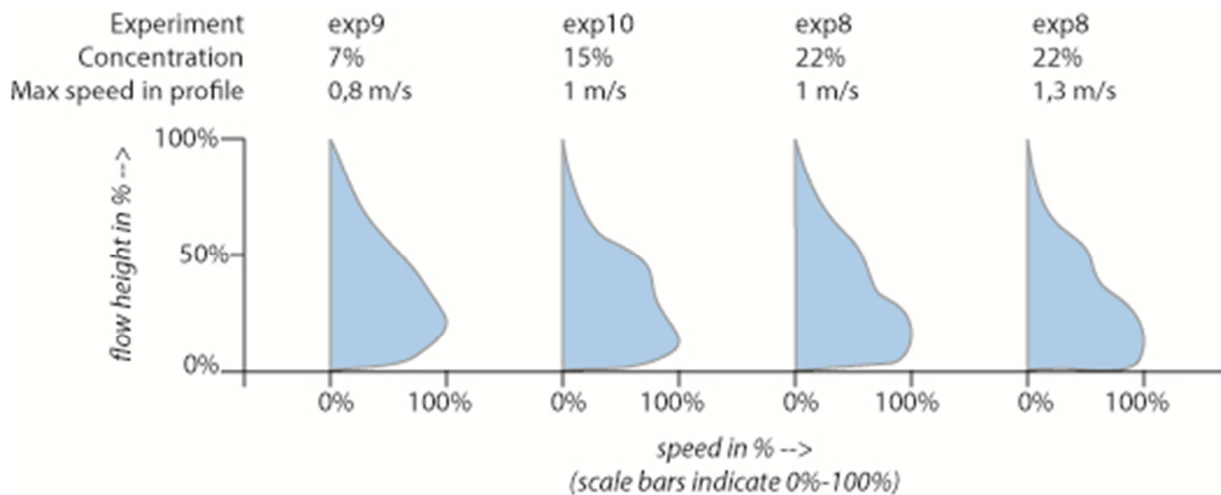 Experiment exp9 exp10 exp8 exp8
Concentration 7% 15% 22% 22%
Max speed in profile 0,8 m/s 1 m/s 1 m/s 1,3 m/s
100%
50%
0%
flow height in % -->
0% 100% 0% 100% 0% 100% 0% 100%
speed in % -->
(scale bars indicate 0%-100%)